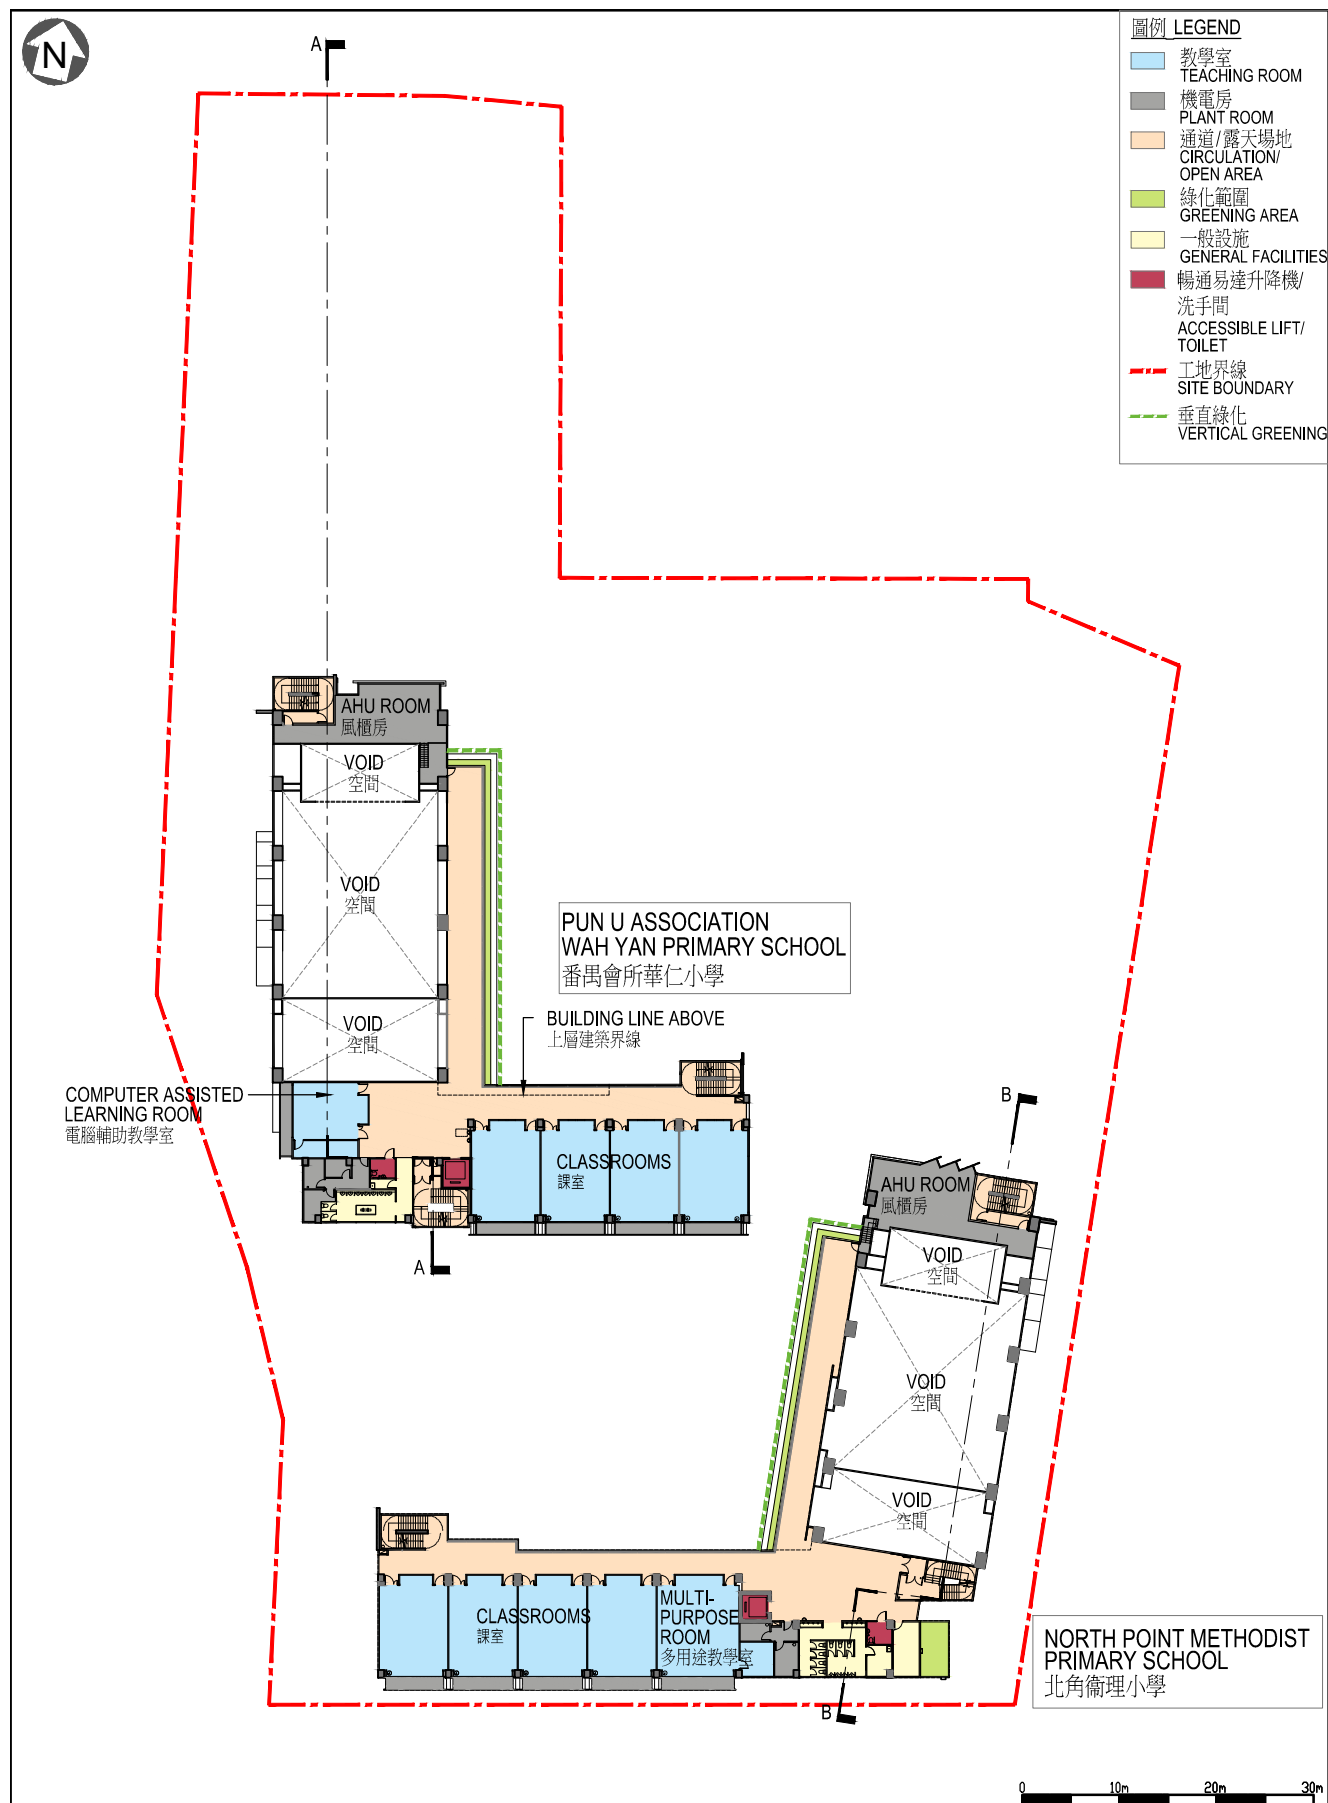 N
A
圖例 LEGEND
教學室
TEACHING ROOM
機電房
PLANT ROOM
通道/露天場地
CIRCULATION/
OPEN AREA
綠化範圍
GREENING AREA
一般設施
GENERAL FACILITIES
暢通易達升降機/
洗手間
ACCESSIBLE LIFT/
TOILET
工地界線
SITE BOUNDARY
垂直綠化
VERTICAL GREENING
AHU ROOM
風櫃房
VOID
空間
VOID
空間
PUN U ASSOCIATION
WAH YAN PRIMARY SCHOOL
番禺會所華仁小學
VOID
空間
BUILDING LINE ABOVE
上層建築界線
COMPUTER ASSISTED
LEARNING ROOM
電腦輔助教學室
B
CLASSROOMS
課室
A
AHU ROOM
風櫃房
VOID
空間
VOID
空間
VOID
空間
CLASSROOMS
課室
MULTI-
PURPOSE
ROOM
多用途教學室
B
NORTH POINT METHODIST
PRIMARY SCHOOL
北角衞理小學
0 10m 20m 30m